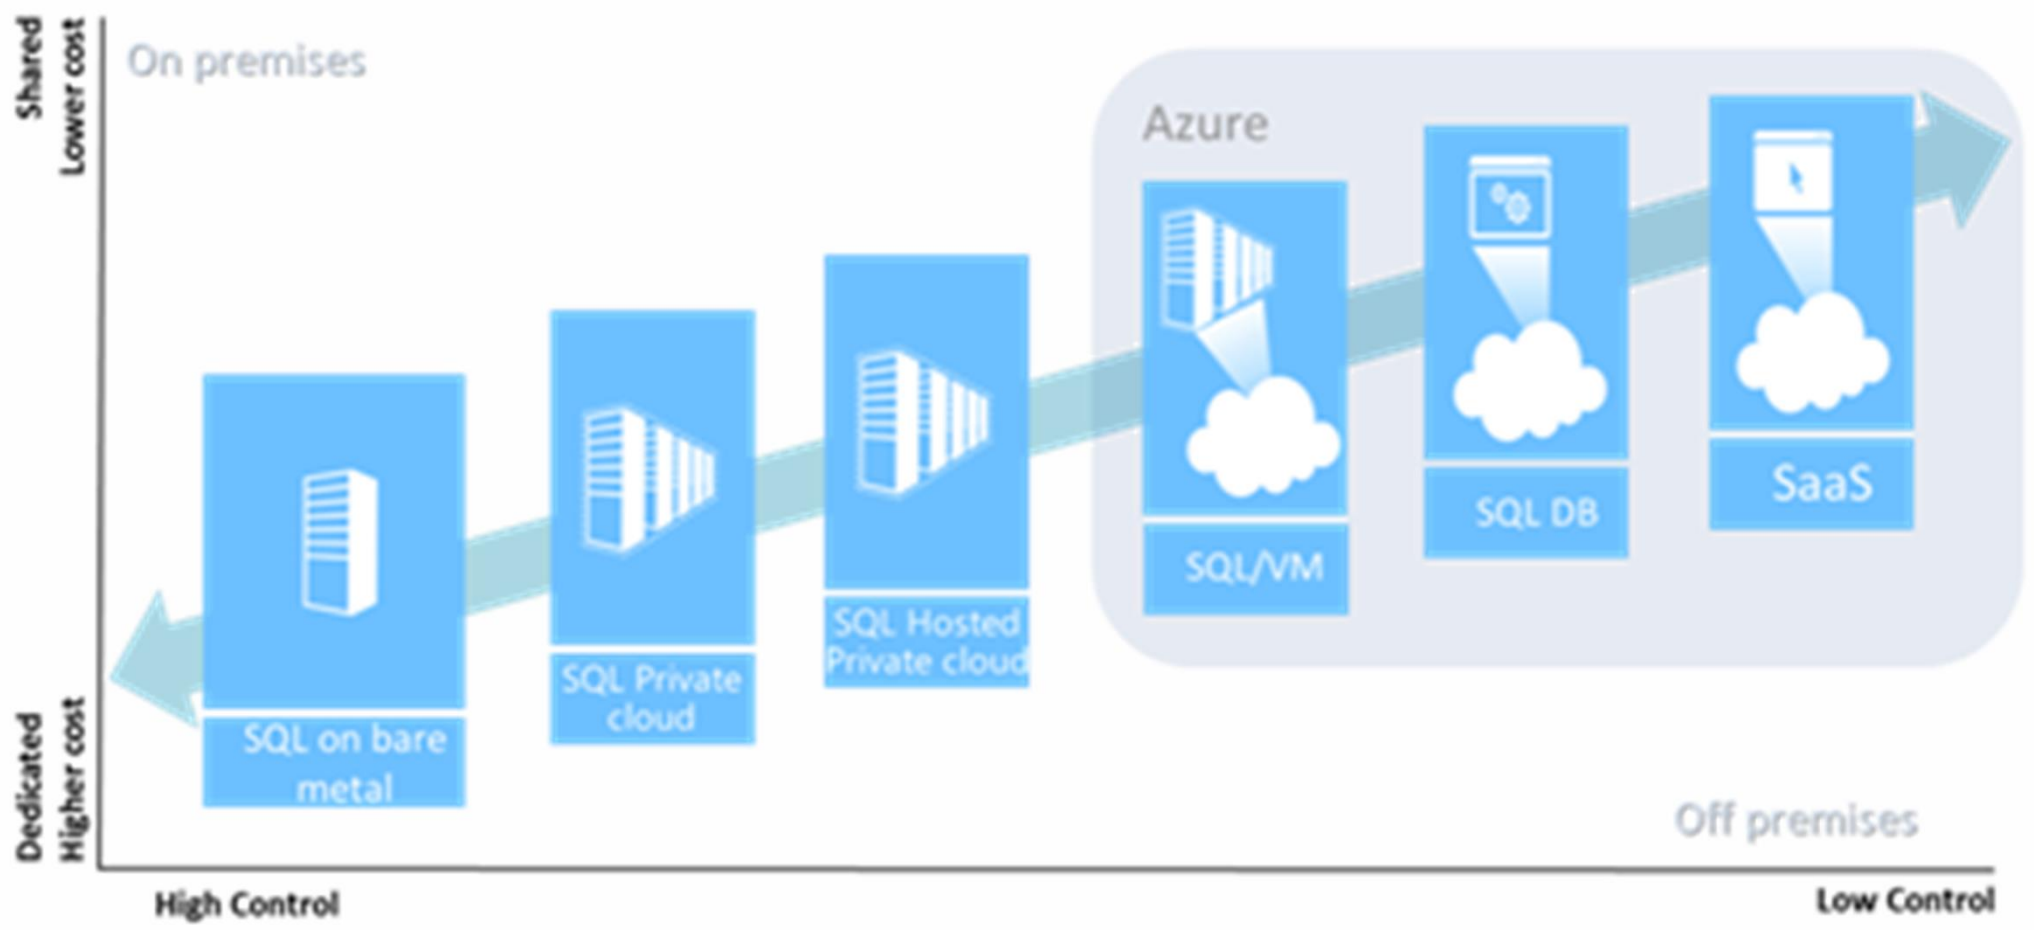 Shared
Lower cost
On premises
Azure
SaaS
SQL DB
SQL/VM
SQL Hosted
Private cloud
SQL Private
cloud
SQL on bare
metal
Dedicated
Higher cost
Off premises
High Control
Low Control